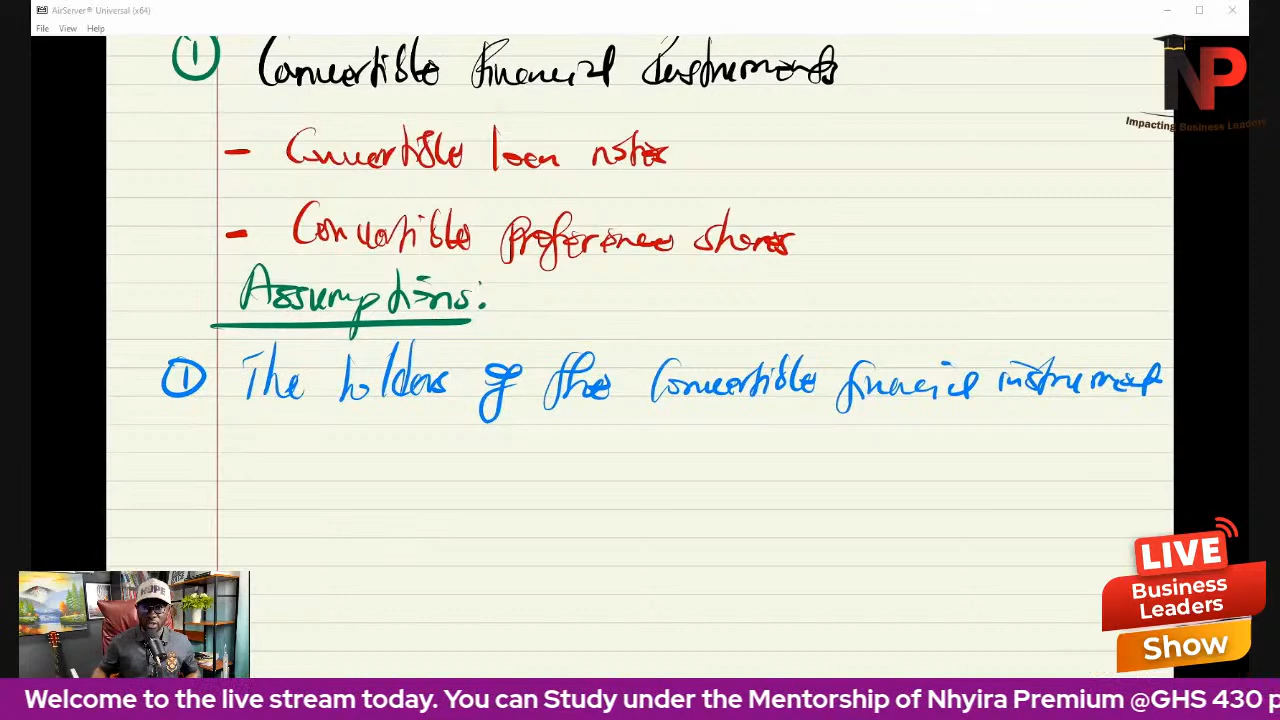 AirServer® Universal (x64)
File View Help
① Convertible financial Instruments
- Convertible loan notes
- Convertible preference shares
Assumptions:
① The holders of the Convertible financial instrument
NP
Impacting Business Leaders
HOPE
LIVE
Business
Leaders
Show
Welcome to the live stream today. You can Study under the Mentorship of Nhyira Premium @GHS 430 p